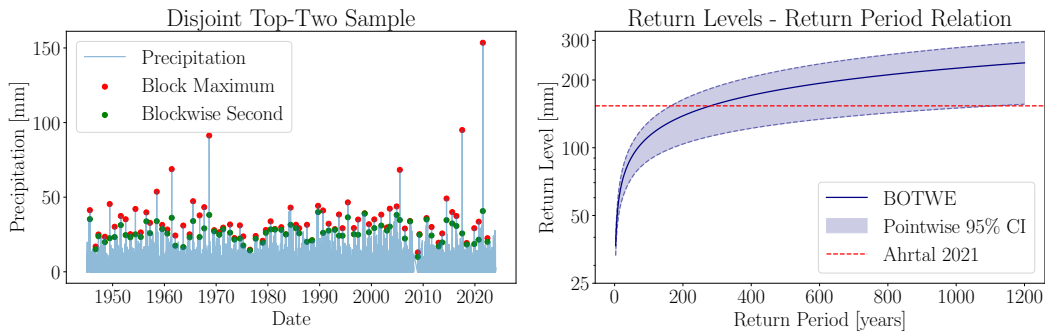 Disjoint Top-Two Sample
Precipitation [mm]
150
100
50
0
Precipitation
Block Maximum
Blockwise Second
1950
1960
1970
1980
1990
2000
2010
2020
Date
Return Levels - Return Period Relation
Return Level [mm]
300
200
100
50
25
BOTWE
Pointwise 95% CI
Ahrtal 2021
0
200
400
600
800
1000
1200
Return Period [years]